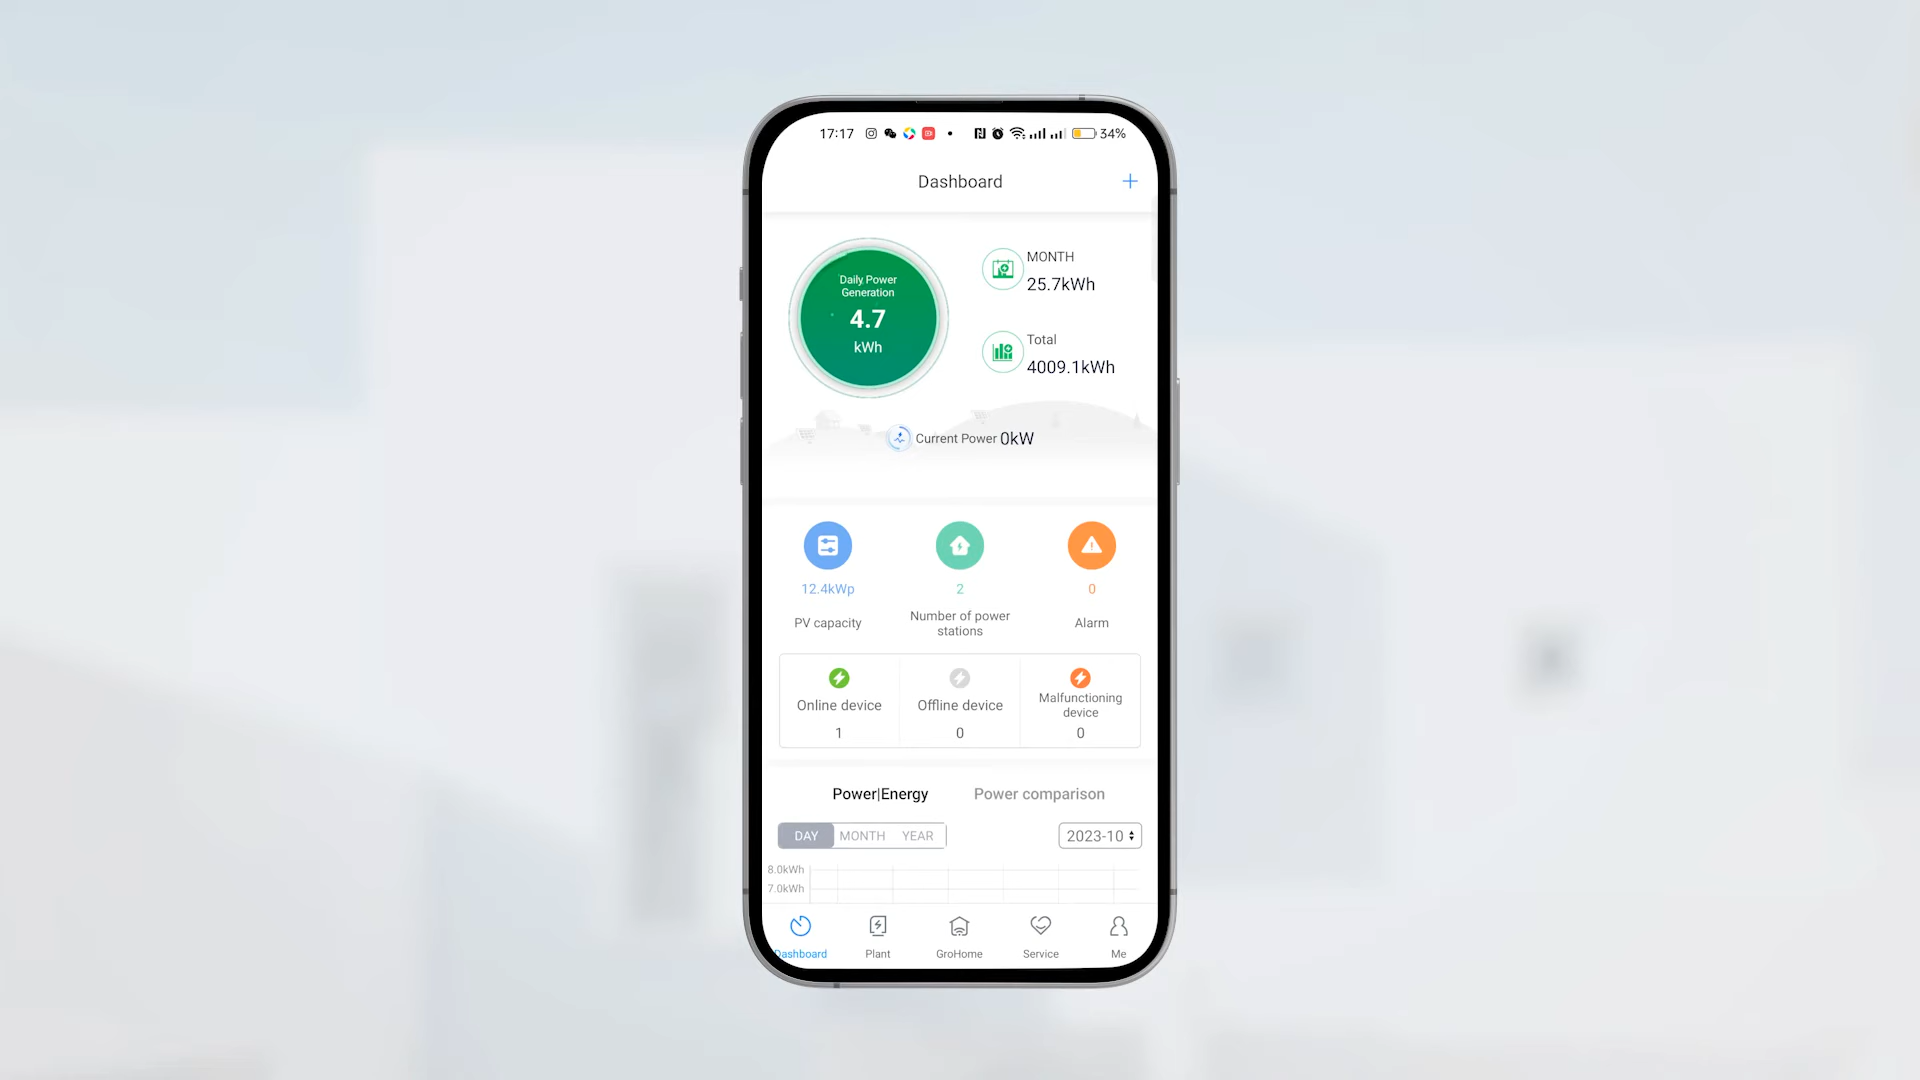 17:17
34%
Dashboard
+
Daily Power
Generation
4.7
kWh
MONTH
25.7kWh
Total
4009.1kWh
Current Power 0kW
12.4kWp
PV capacity
2
Number of power
stations
0
Alarm
Online device
1
Offline device
0
Malfunctioning
device
0
Power|Energy
Power comparison
DAY MONTH YEAR
2023-10
8.0kWh
7.0kWh
Dashboard
Plant
GroHome
Service
Me